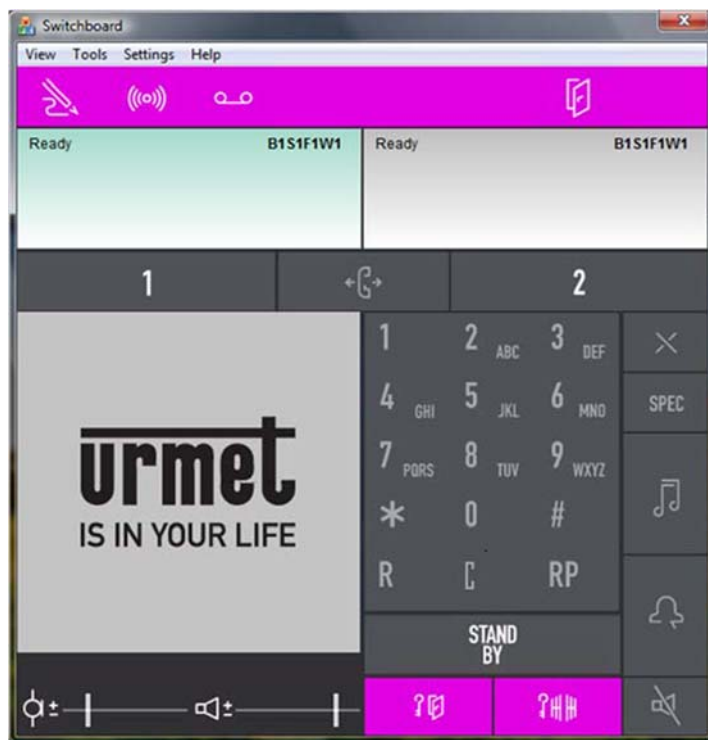 Switchboard
View Tools Settings Help
Ready B1S1F1W1 Ready B1S1F1W1
1 2
1 2 ABC 3 DEF
4 GHI 5 JKL 6 MNO SPEC
7 PQRS 8 TUV 9 WXYZ
* 0 #
R [ RP
STAND
BY
urmet
IS IN YOUR LIFE